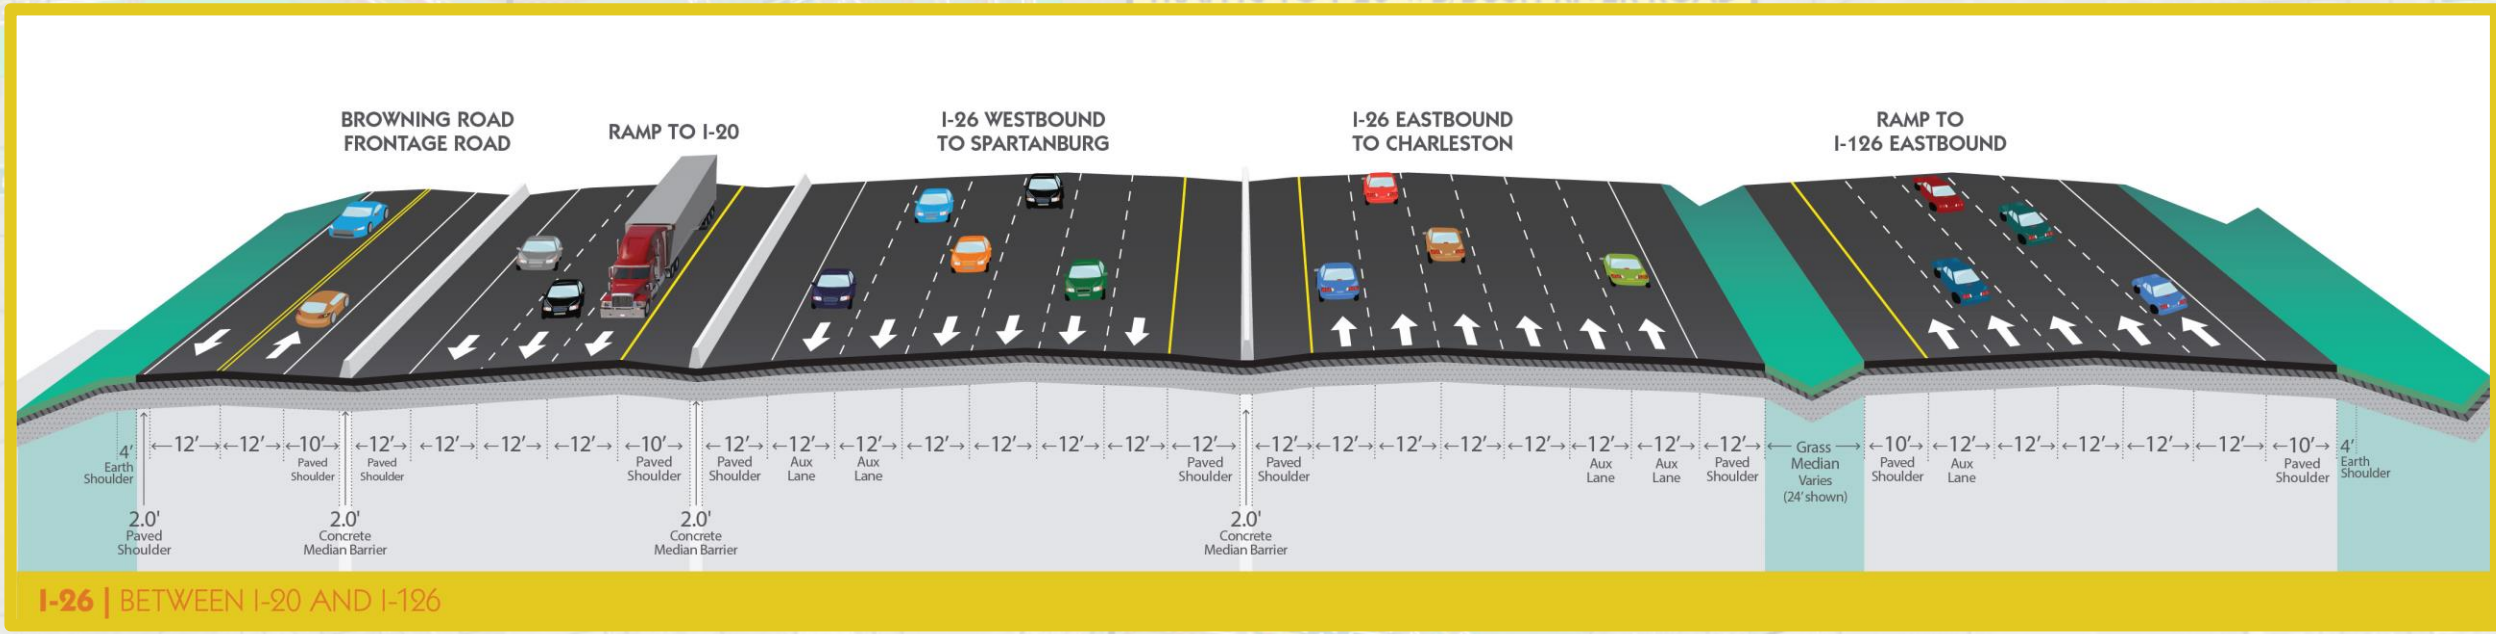 BROWNING ROAD
FRONTAGE ROAD
RAMP TO I-20
I-26 WESTBOUND
TO SPARTANBURG
I-26 EASTBOUND
TO CHARLESTON
RAMP TO
I-126 EASTBOUND
4'
Earth
Shoulder
2.0'
Paved
Shoulder
12'
12'
10'
Paved
Shoulder
2.0'
Concrete
Median Barrier
12'
Paved
Shoulder
12'
12'
12'
10'
Paved
Shoulder
2.0'
Concrete
Median Barrier
12'
Paved
Shoulder
12'
Aux
Lane
12'
Aux
Lane
12'
12'
12'
12'
12'
Paved
Shoulder
2.0'
Concrete
Median Barrier
12'
Paved
Shoulder
12'
12'
12'
12'
12'
Aux
Lane
12'
Aux
Lane
12'
Paved
Shoulder
Grass
Median
Varies
(24' shown)
10'
Paved
Shoulder
12'
Aux
Lane
12'
12'
12'
12'
10'
Paved
Shoulder
4'
Earth
Shoulder
I-26 | BETWEEN I-20 AND I-126